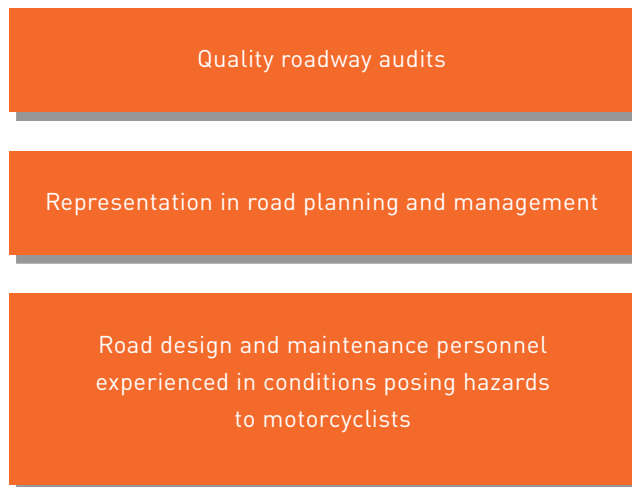 Quality roadway audits
Representation in road planning and management
Road design and maintenance personnel
experienced in conditions posing hazards
to motorcyclists